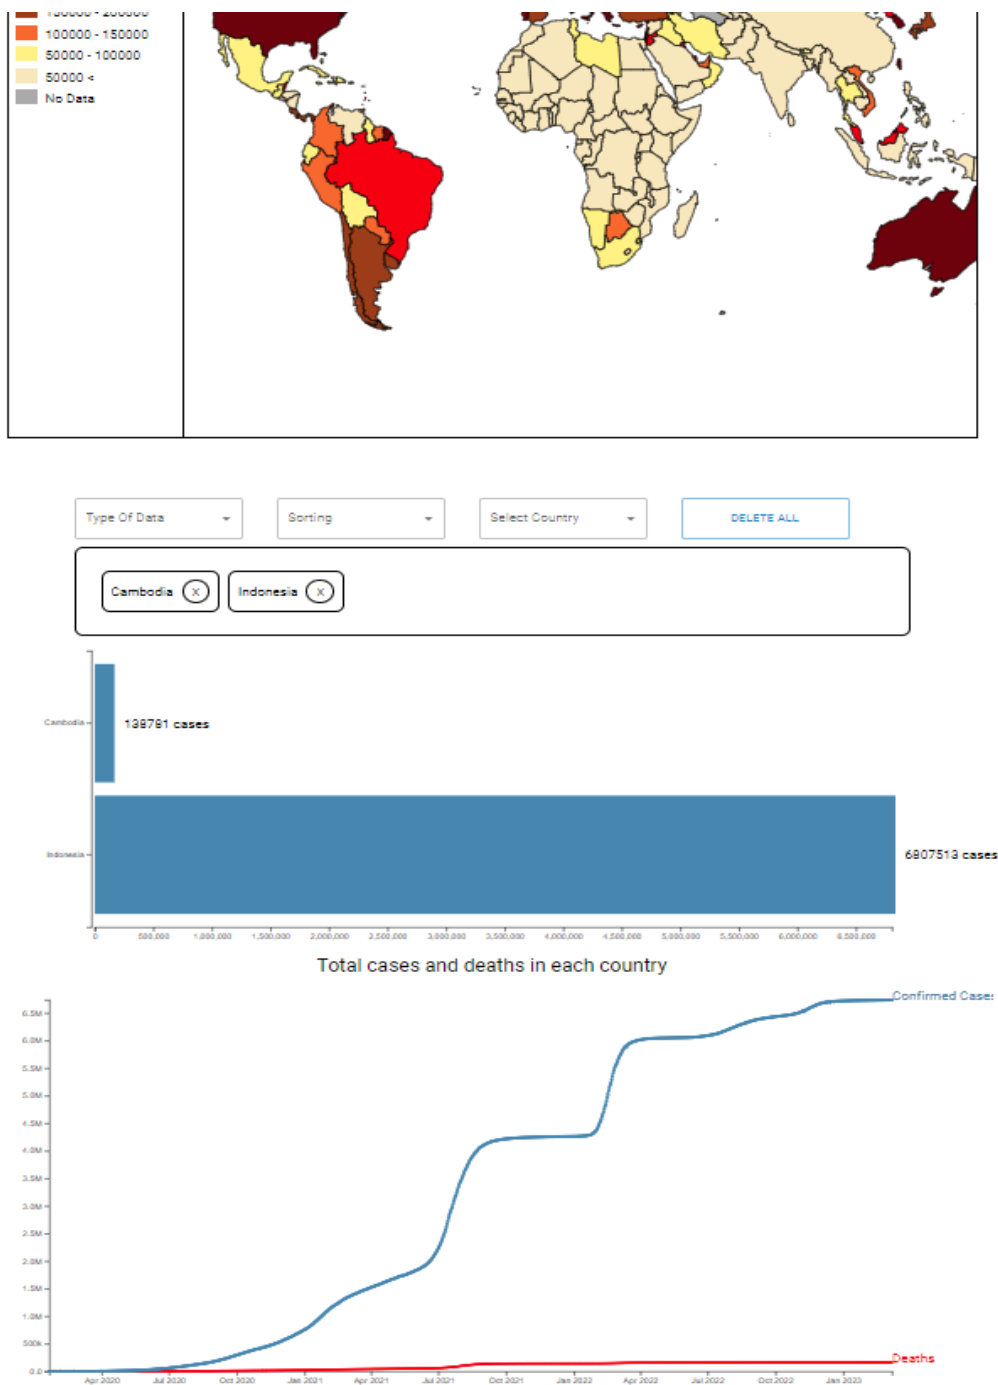 150000 - 200000
100000 - 150000
50000 - 100000
50000 <
No Data
Type Of Data
Sorting
Select Country
DELETE ALL
Cambodia X
Indonesia X
Cambodia
138781 cases
Indonesia
6807513 cases
0 500,000 1,000,000 1,500,000 2,000,000 2,500,000 3,000,000 3,500,000 4,000,000 4,500,000 5,000,000 5,500,000 6,000,000 6,500,000
Total cases and deaths in each country
Confirmed Cases
6.5M
6.0M
5.5M
5.0M
4.5M
4.0M
3.5M
3.0M
2.5M
2.0M
1.5M
1.0M
500k
0.0
Deaths
Apr 2020 Jul 2020 Oct 2020 Jan 2021 Apr 2021 Jul 2021 Oct 2021 Jan 2022 Apr 2022 Jul 2022 Oct 2022 Jan 2023